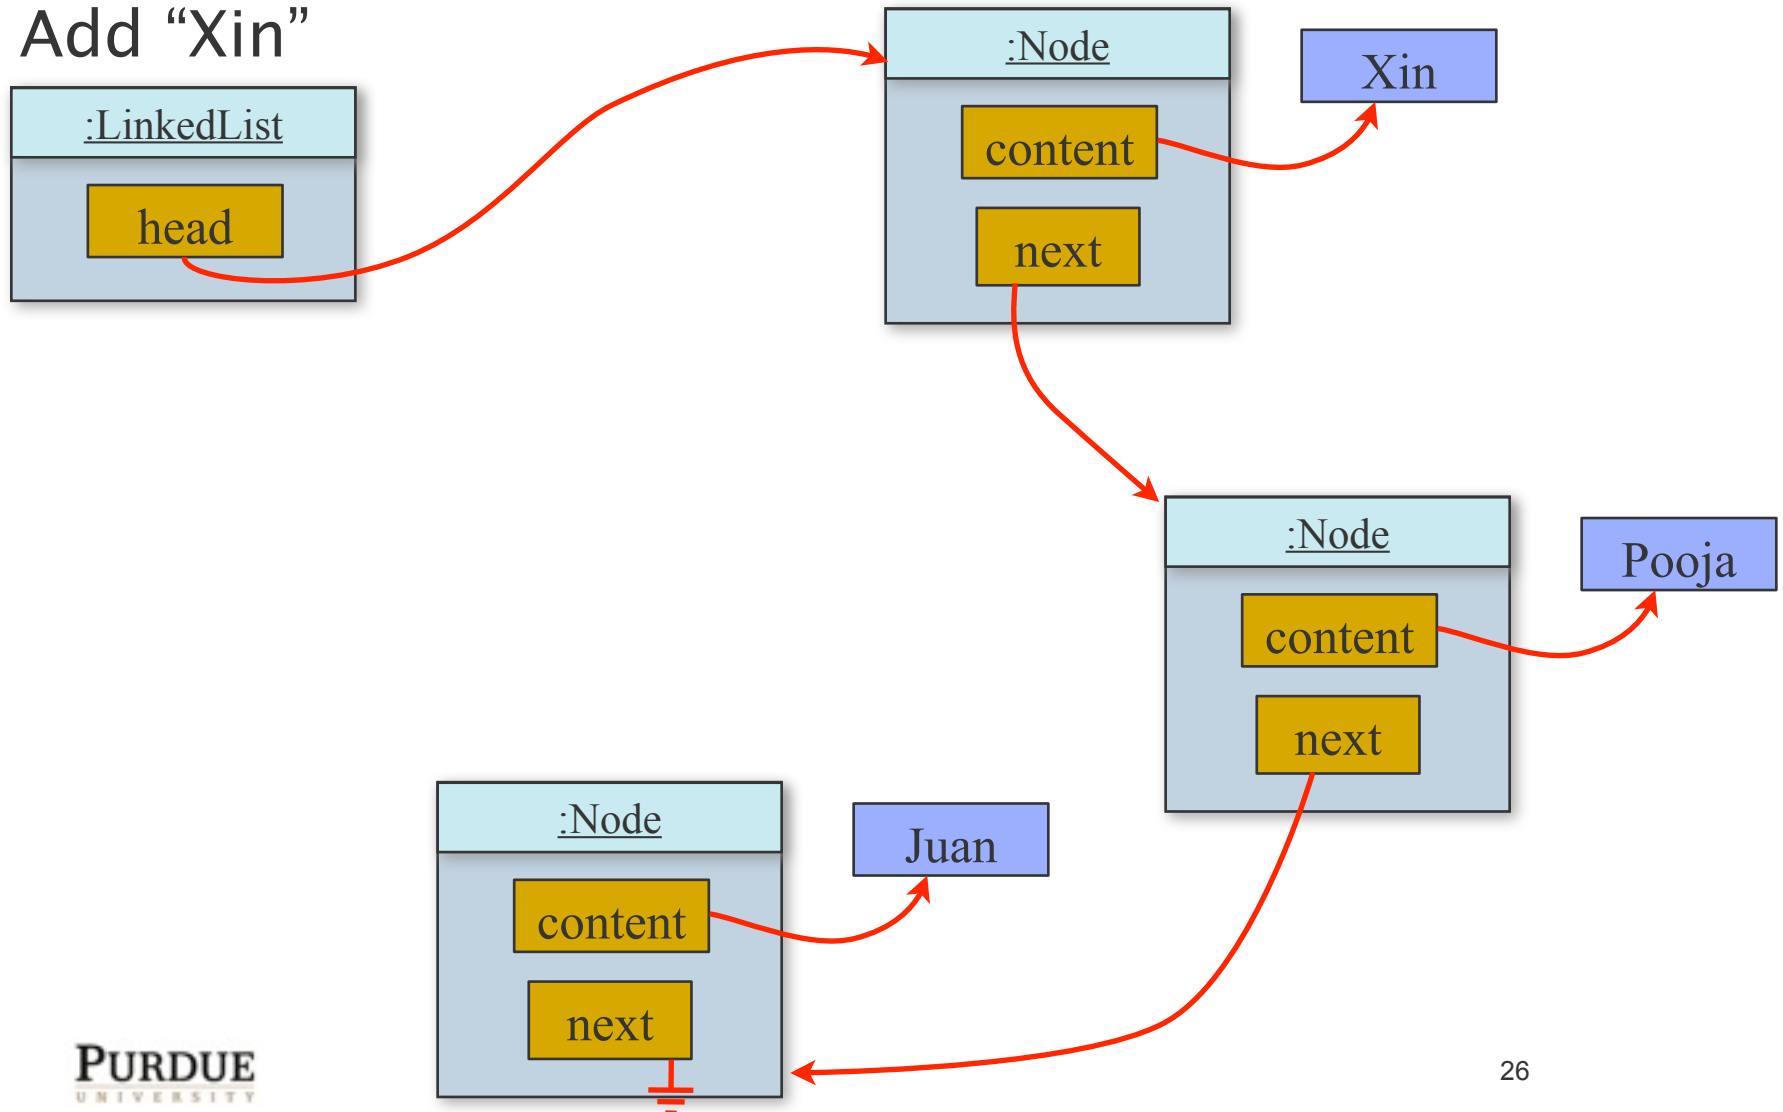 Add “Xin”
:LinkedList
head
:Node
content
next
Xin
:Node
content
next
Pooja
:Node
content
next
Juan
PURDUE
UNIVERSITY
26